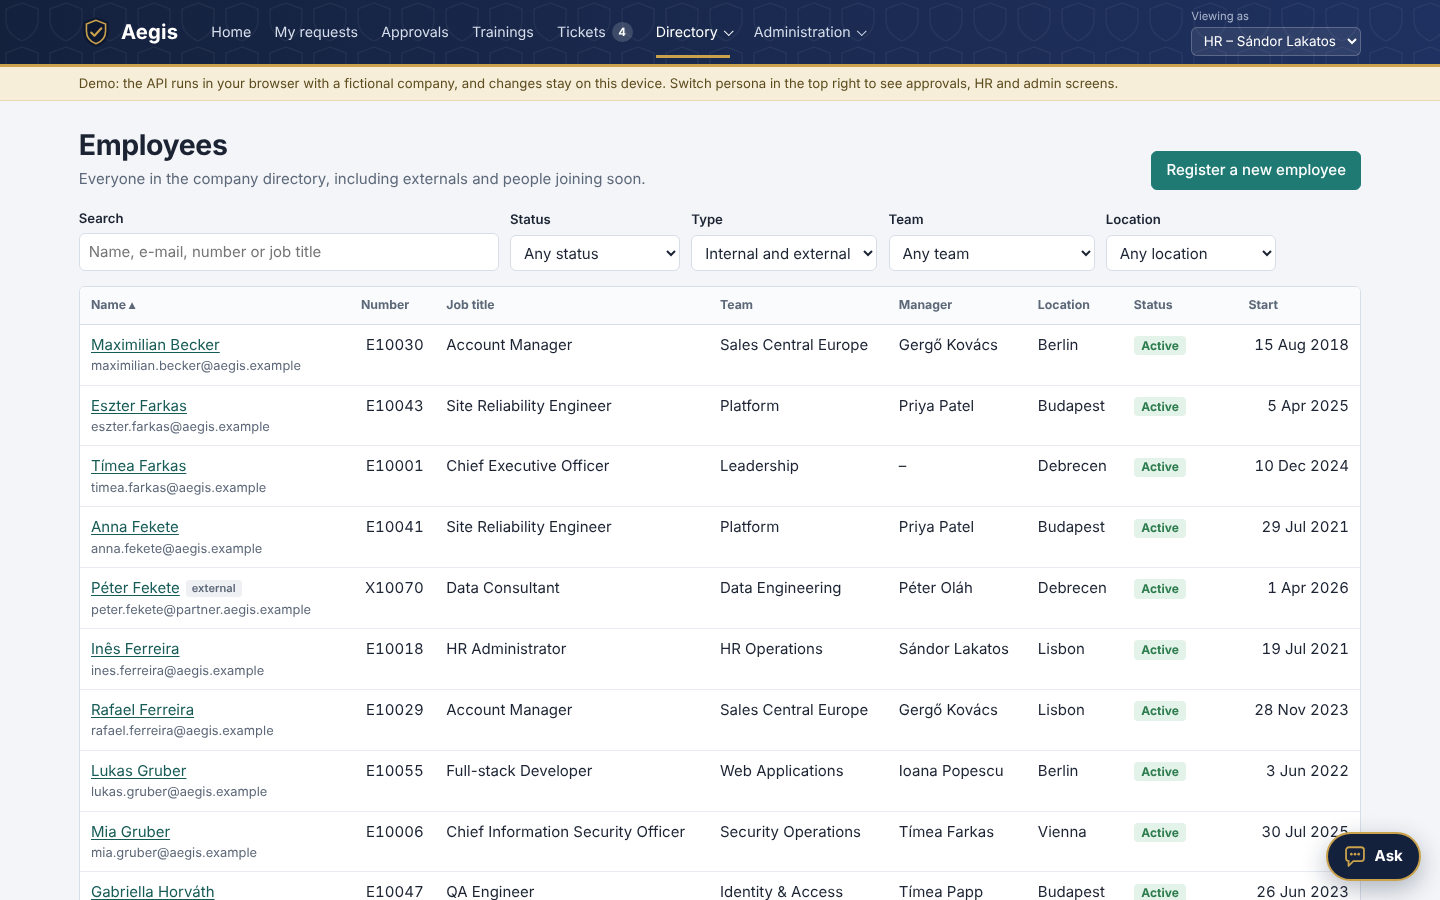 Aegis
Home
My requests
Approvals
Trainings
Tickets 4
Directory
Administration
Viewing as
HR – Sándor Lakatos
Demo: the API runs in your browser with a fictional company, and changes stay on this device. Switch persona in the top right to see approvals, HR and admin screens.
Employees
Everyone in the company directory, including externals and people joining soon.
Register a new employee
Search
Status
Type
Team
Location
Name, e-mail, number or job title
Any status
Internal and external
Any team
Any location
Name ▴ Number Job title Team Manager Location Status Start
Maximilian Becker E10030 Account Manager Sales Central Europe Gergő Kovács Berlin Active 15 Aug 2018
maximilian.becker@aegis.example
Eszter Farkas E10043 Site Reliability Engineer Platform Priya Patel Budapest Active 5 Apr 2025
eszter.farkas@aegis.example
Tímea Farkas E10001 Chief Executive Officer Leadership – Debrecen Active 10 Dec 2024
timea.farkas@aegis.example
Anna Fekete E10041 Site Reliability Engineer Platform Priya Patel Budapest Active 29 Jul 2021
anna.fekete@aegis.example
Péter Fekete external X10070 Data Consultant Data Engineering Péter Oláh Debrecen Active 1 Apr 2026
peter.fekete@partner.aegis.example
Inês Ferreira E10018 HR Administrator HR Operations Sándor Lakatos Lisbon Active 19 Jul 2021
ines.ferreira@aegis.example
Rafael Ferreira E10029 Account Manager Sales Central Europe Gergő Kovács Lisbon Active 28 Nov 2023
rafael.ferreira@aegis.example
Lukas Gruber E10055 Full-stack Developer Web Applications Ioana Popescu Berlin Active 3 Jun 2022
lukas.gruber@aegis.example
Mia Gruber E10006 Chief Information Security Officer Security Operations Tímea Farkas Vienna Active 30 Jul 2025
mia.gruber@aegis.example
Gabriella Horváth E10047 QA Engineer Identity & Access Tímea Papp Budapest Active 26 Jun 2023
Ask